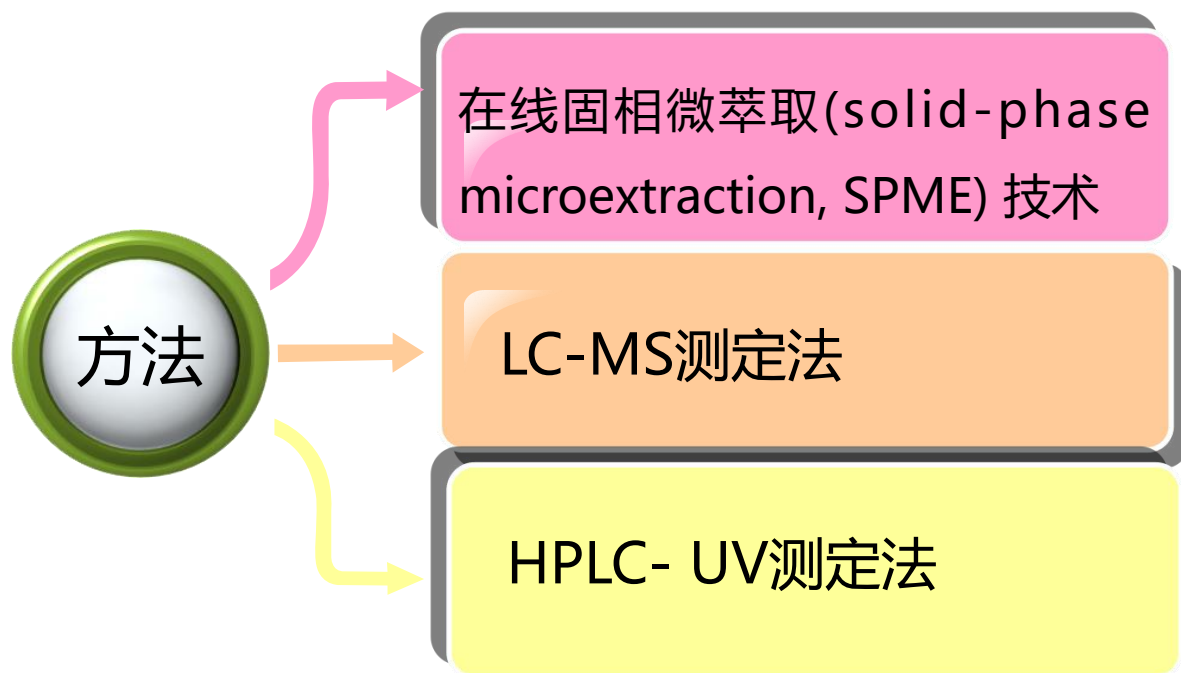 方法
在线固相微萃取(solid-phase
microextraction, SPME) 技术
LC-MS测定法
HPLC- UV测定法